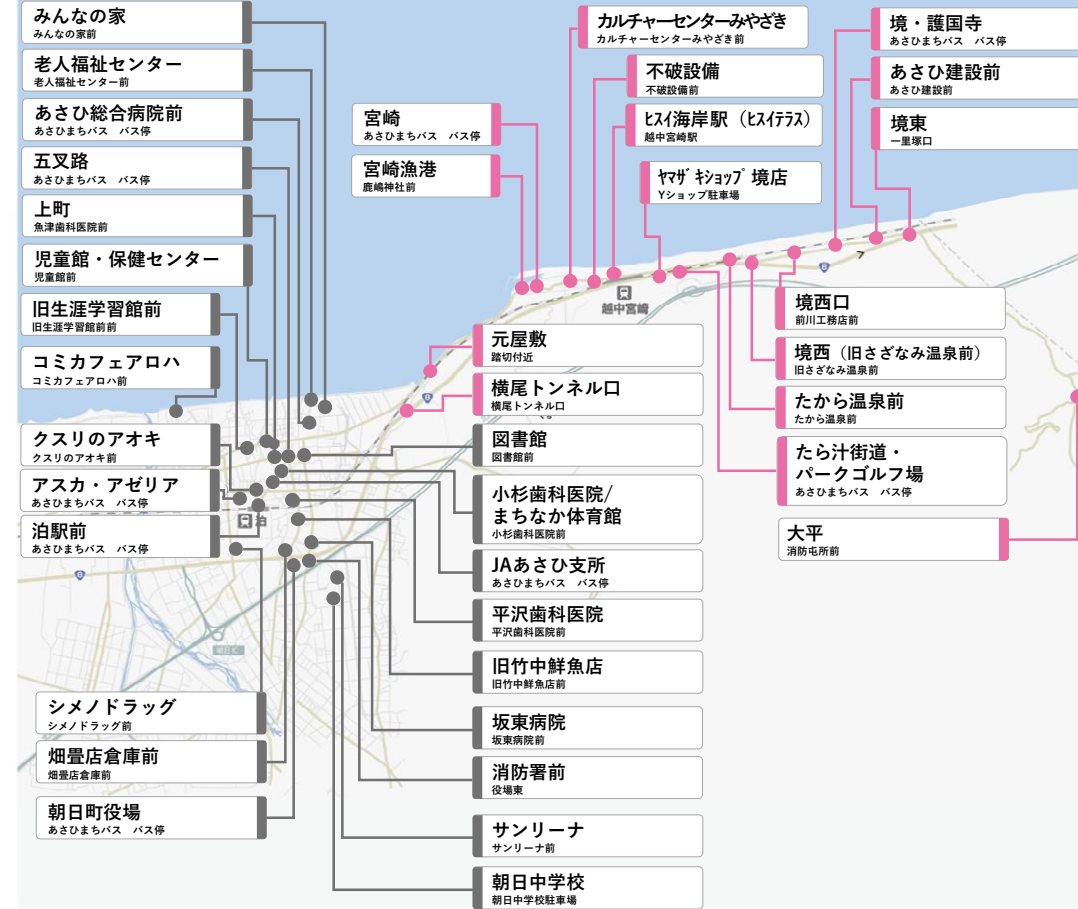 みんなの家
みんなの家前
老人福祉センター
老人福祉センター前
あさひ総合病院前
あさひまちバス　バス停
五叉路
あさひまちバス　バス停
上町
魚津歯科医院前
児童館・保健センター
児童館前
旧生涯学習館前
旧生涯学習館前前
コミカフェアロハ
コミカフェアロハ前
クスリのアオキ
クスリのアオキ前
アスカ・アゼリア
あさひまちバス　バス停
泊駅前
あさひまちバス　バス停
シメノドラッグ
シメノドラッグ前
畑畳店倉庫前
畑畳店倉庫前
朝日町役場
あさひまちバス　バス停
宮崎
あさひまちバス　バス停
宮崎漁港
鹿嶋神社前
カルチャーセンターみやざき
カルチャーセンターみやざき前
不破設備
不破設備前
ﾋｽｲ海岸駅（ﾋｽｲﾃﾗｽ）
越中宮崎駅
ﾔﾏｻﾞｷｼｮｯﾌﾟ境店
Yショップ駐車場
境・護国寺
あさひまちバス　バス停
あさひ建設前
あさひ建設前
境東
一里塚口
越中宮崎
8
8
8
泊
朝日IC
元屋敷
踏切付近
横尾トンネル口
横尾トンネル口
図書館
図書館前
小杉歯科医院/
まちなか体育館
小杉歯科医院前
JAあさひ支所
あさひまちバス　バス停
平沢歯科医院
平沢歯科医院前
旧竹中鮮魚店
旧竹中鮮魚店前
坂東病院
坂東病院前
消防署前
役場東
サンリーナ
サンリーナ前
朝日中学校
朝日中学校駐車場
境西口
前川工務店前
境西（旧さざなみ温泉前）
旧さざなみ温泉前
たから温泉前
たから温泉前
たら汁街道・
パークゴルフ場
あさひまちバス　バス停
大平
消防屯所前